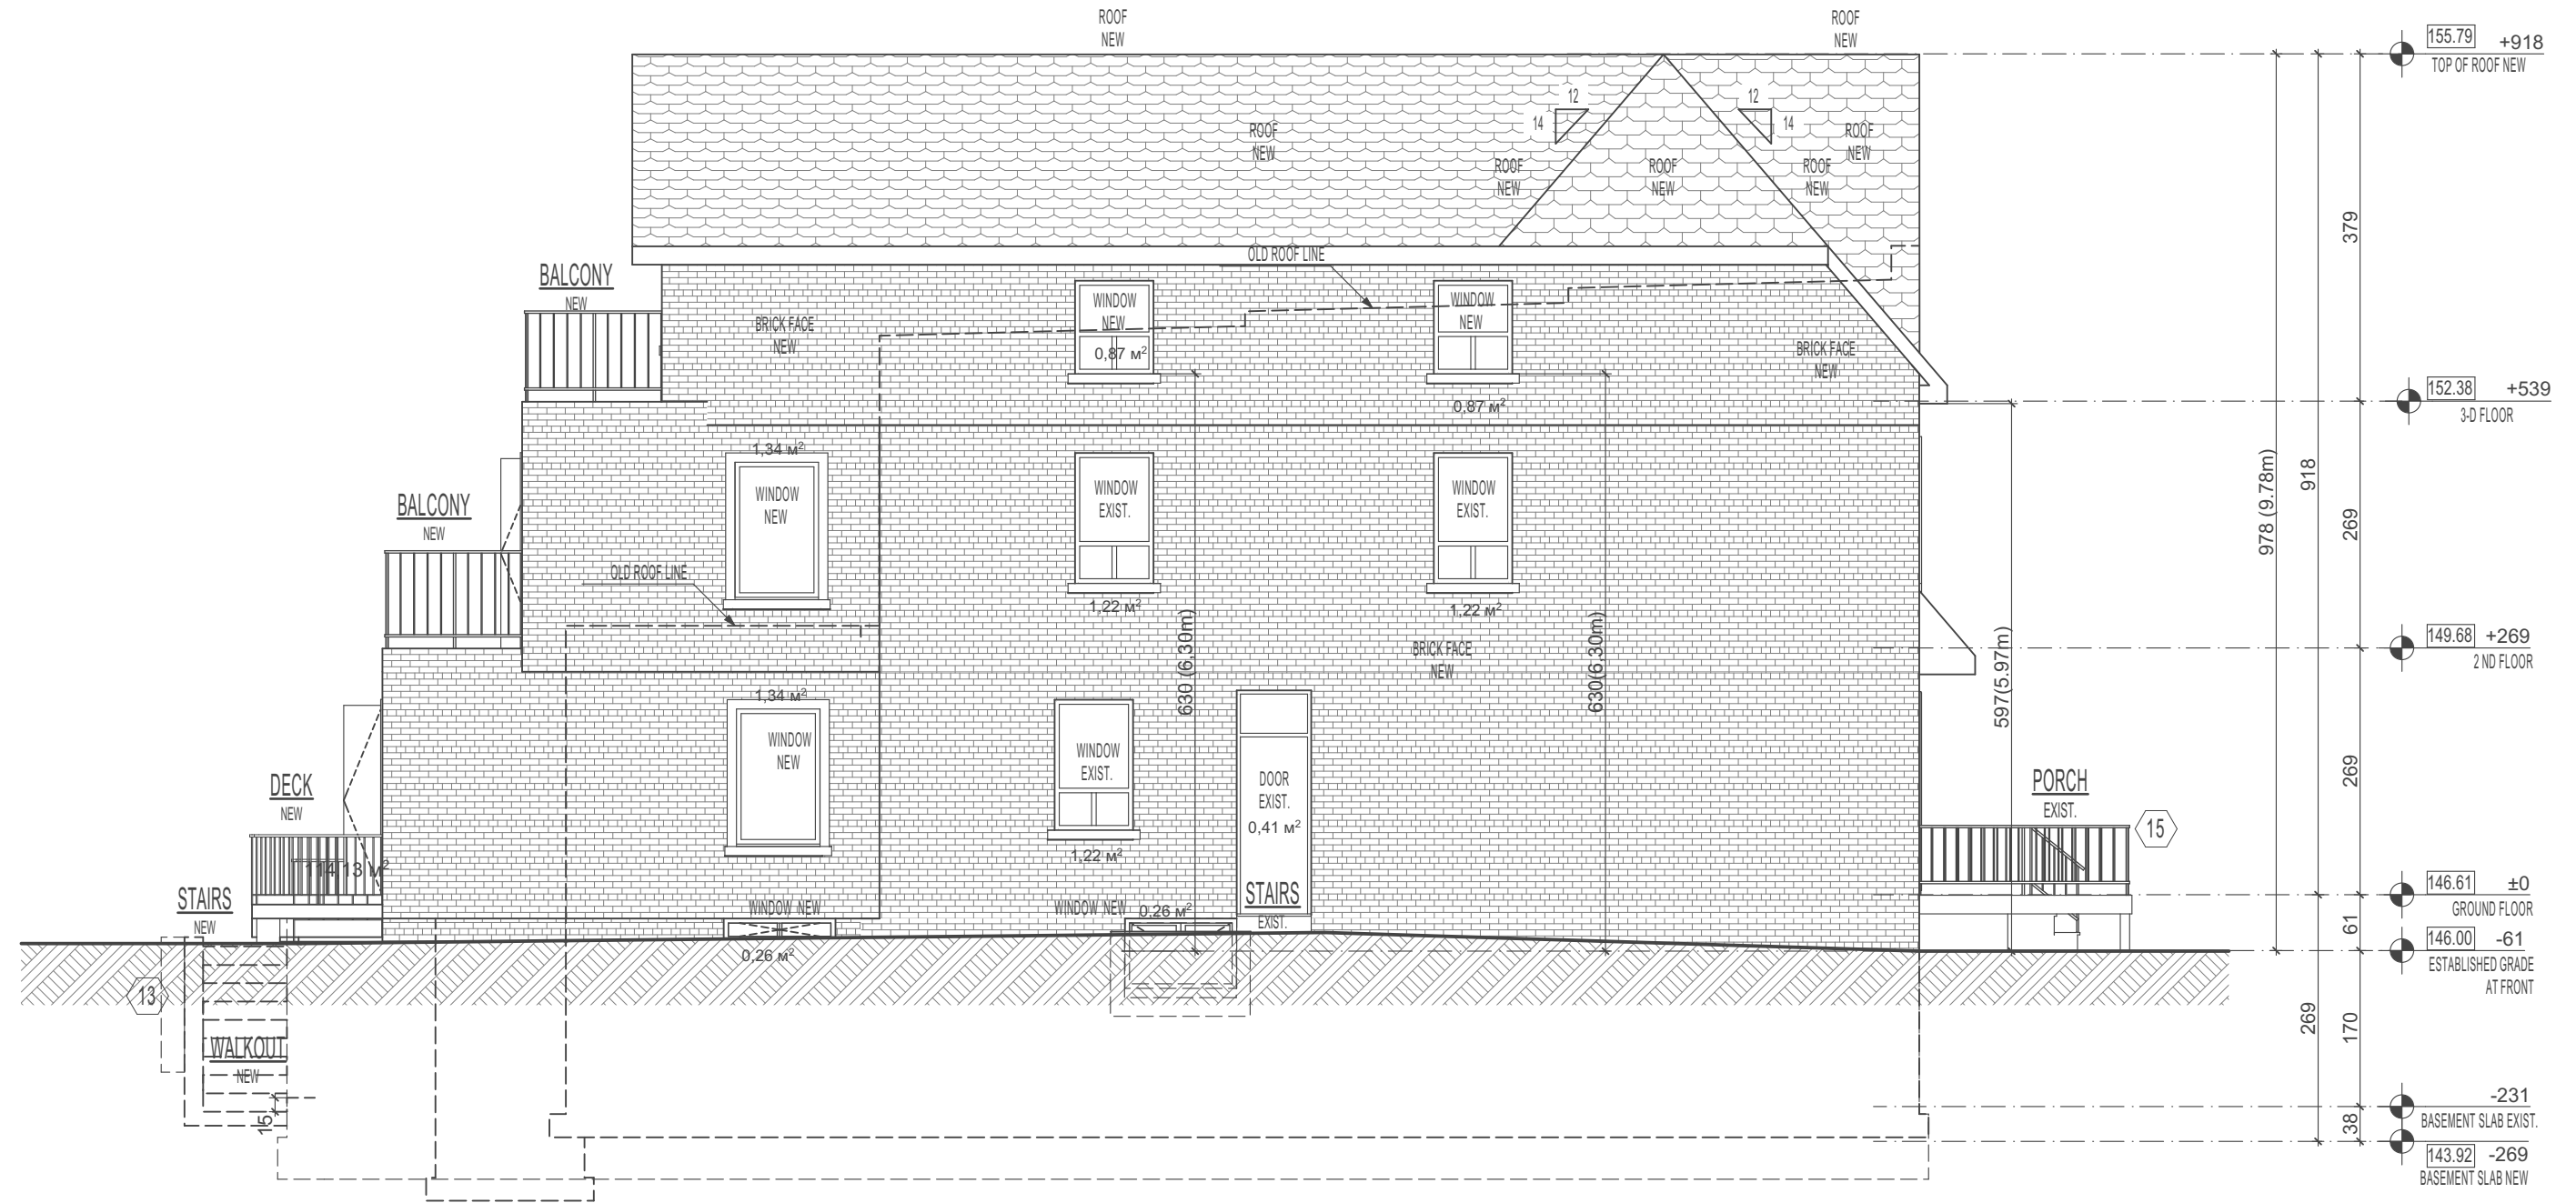 ROOF
NEW
ROOF
NEW
155.79 +918
TOP OF ROOF NEW
12
14
12
14
ROOF
NEW
ROOF
NEW
ROOF
NEW
ROOF
NEW
ROOF
NEW
379
OLD ROOF LINE
BALCONY
NEW
WINDOW
NEW
0,87 м²
WINDOW
NEW
0,87 м²
BRICK FACE
NEW
BRICK FACE
NEW
152.38 +539
3-D FLOOR
1,34 м²
WINDOW
NEW
WINDOW
EXIST.
1,22 м²
WINDOW
EXIST.
1,22 м²
978 (9.78m)
918
269
BALCONY
NEW
OLD ROOF LINE
630 (6,30m)
630(6,30m)
597(5.97m)
BRICK FACE
NEW
149.68 +269
2 ND FLOOR
1,34 м²
WINDOW
NEW
WINDOW
EXIST.
1,22 м²
DOOR
EXIST.
0,41 м²
269
DECK
NEW
114,13 м²
PORCH
EXIST.
15
STAIRS
NEW
STAIRS
EXIST.
WINDOW NEW
0,26 м²
WINDOW NEW
0,26 м²
146.61 ±0
GROUND FLOOR
61
146.00 -61
ESTABLISHED GRADE
AT FRONT
13
WALKOUT
NEW
15
269
170
-231
BASEMENT SLAB EXIST.
38
143.92 -269
BASEMENT SLAB NEW